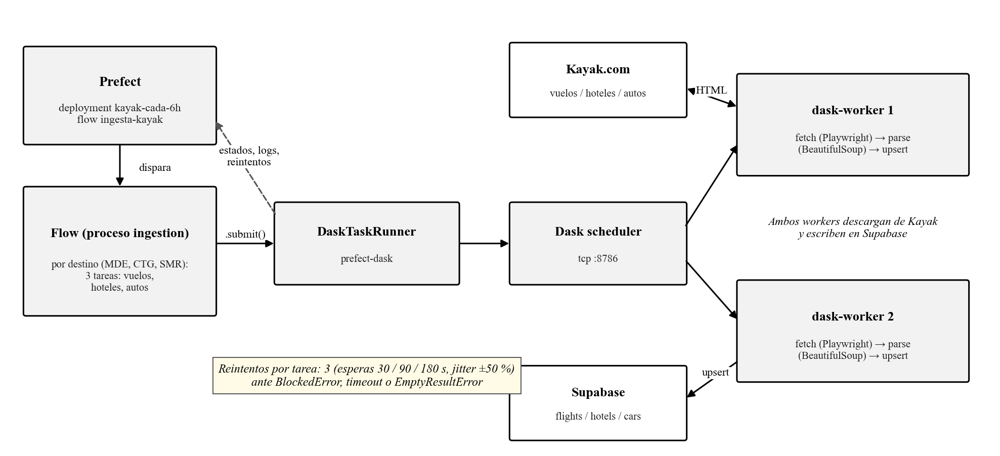 Prefect
deployment kayak-cada-6h
flow ingesta-kayak
dispara
estados, logs,
reintentos
Flow (proceso ingestion)
por destino (MDE, CTG, SMR):
3 tareas: vuelos,
hoteles, autos
.submit()
DaskTaskRunner
prefect-dask
Dask scheduler
tcp :8786
Kayak.com
vuelos / hoteles / autos
HTML
dask-worker 1
fetch (Playwright) → parse
(BeautifulSoup) → upsert
Ambos workers descargan de Kayak
y escriben en Supabase
dask-worker 2
fetch (Playwright) → parse
(BeautifulSoup) → upsert
upsert
Reintentos por tarea: 3 (esperas 30 / 90 / 180 s, jitter ±50 %)
ante BlockedError, timeout o EmptyResultError
Supabase
flights / hotels / cars